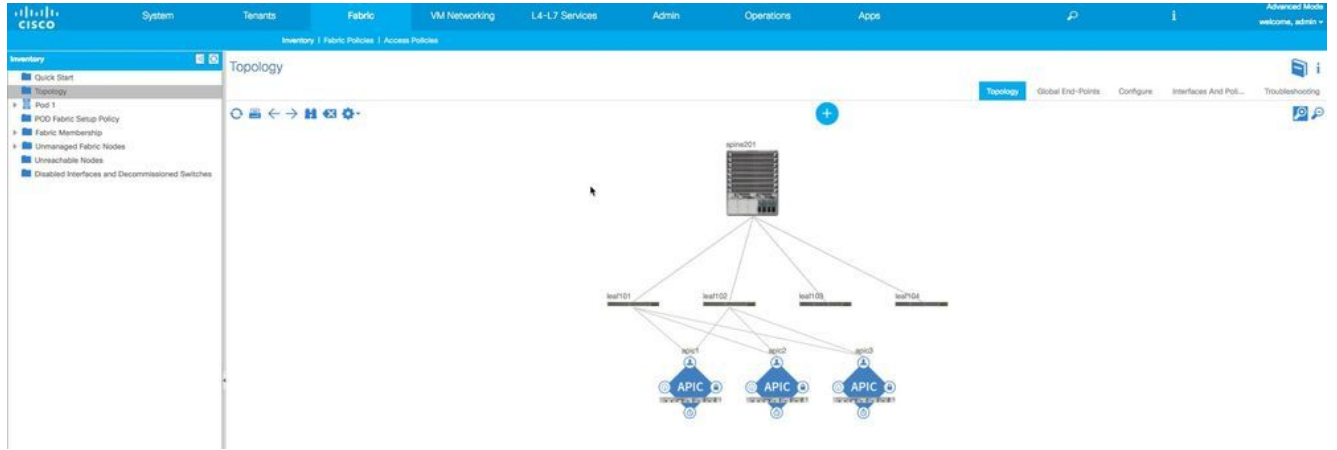 CISCO
System Tenants Fabric VM Networking L4-L7 Services Admin Operations Apps i
Advanced Mode
welcome, admin
Inventory | Fabric Policies | Access Policies
Inventory
Quick Start
Topology
Pod 1
POD Fabric Setup Policy
Fabric Membership
Unmanaged Fabric Nodes
Unreachable Nodes
Disabled Interfaces and Decommissioned Switches
Topology
i
Topology Global End-Points Configure Interfaces And Poli... Troubleshooting
spine201
leaf101 leaf102 leaf103 leaf104
apic1 apic2 apic3
APIC APIC APIC